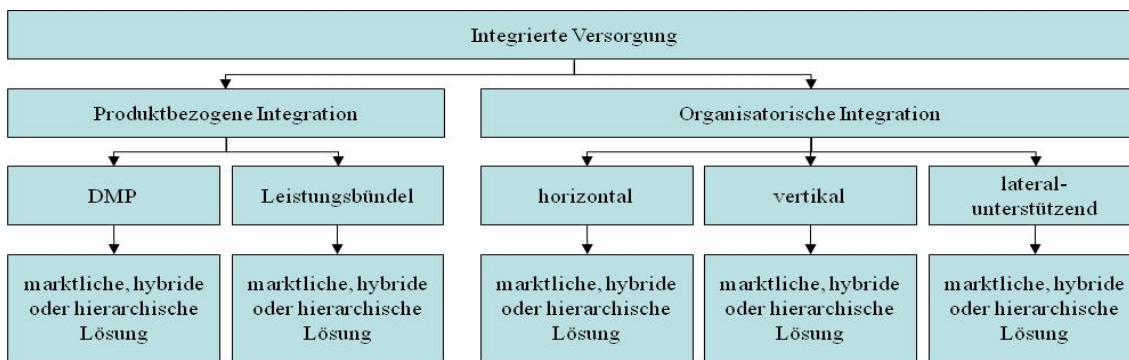 Integrierte Versorgung
Produktbezogene Integration
Organisatorische Integration
DMP
Leistungsbündel
horizontal
vertikal
lateral-
unterstützend
marktliche, hybride
oder hierarchische
Lösung
marktliche, hybride
oder hierarchische
Lösung
marktliche, hybride
oder hierarchische
Lösung
marktliche, hybride
oder hierarchische
Lösung
marktliche, hybride
oder hierarchische
Lösung